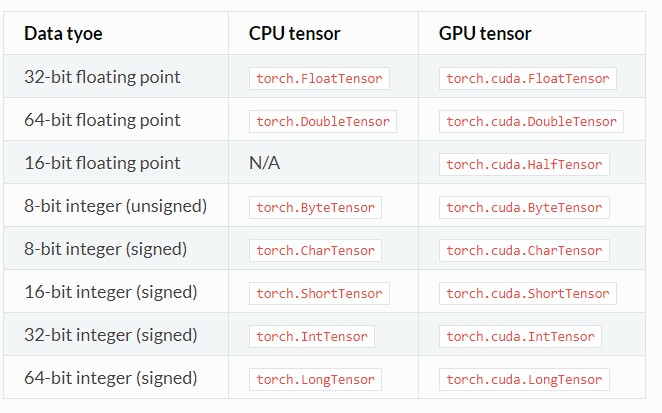 Data tyoe CPU tensor GPU tensor
32-bit floating point torch.FloatTensor torch.cuda.FloatTensor
64-bit floating point torch.DoubleTensor torch.cuda.DoubleTensor
16-bit floating point N/A torch.cuda.HalfTensor
8-bit integer (unsigned) torch.ByteTensor torch.cuda.ByteTensor
8-bit integer (signed) torch.CharTensor torch.cuda.CharTensor
16-bit integer (signed) torch.ShortTensor torch.cuda.ShortTensor
32-bit integer (signed) torch.IntTensor torch.cuda.IntTensor
64-bit integer (signed) torch.LongTensor torch.cuda.LongTensor